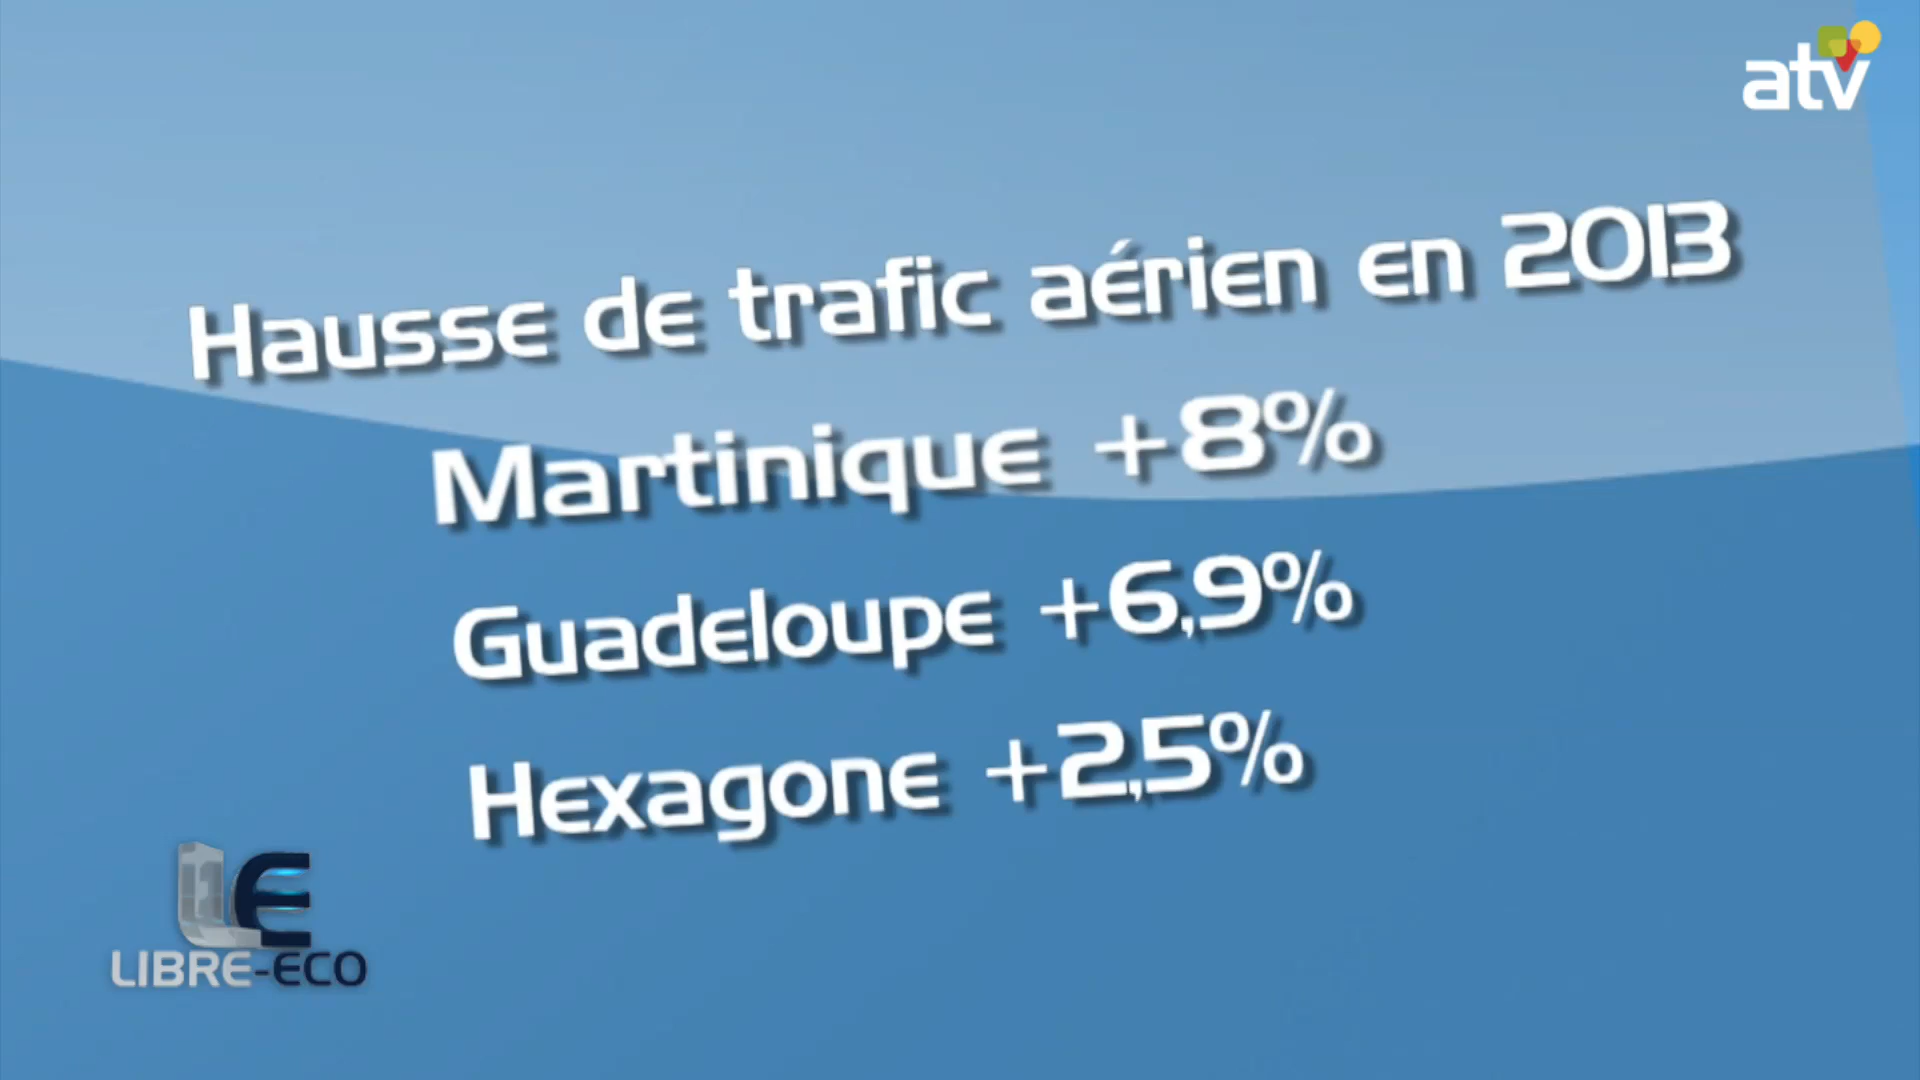 atv
Hausse de trafic aérien en 2013
Martinique +8%
Guadeloupe +6,9%
Hexagone +2,5%
LE
LIBRE-ECO